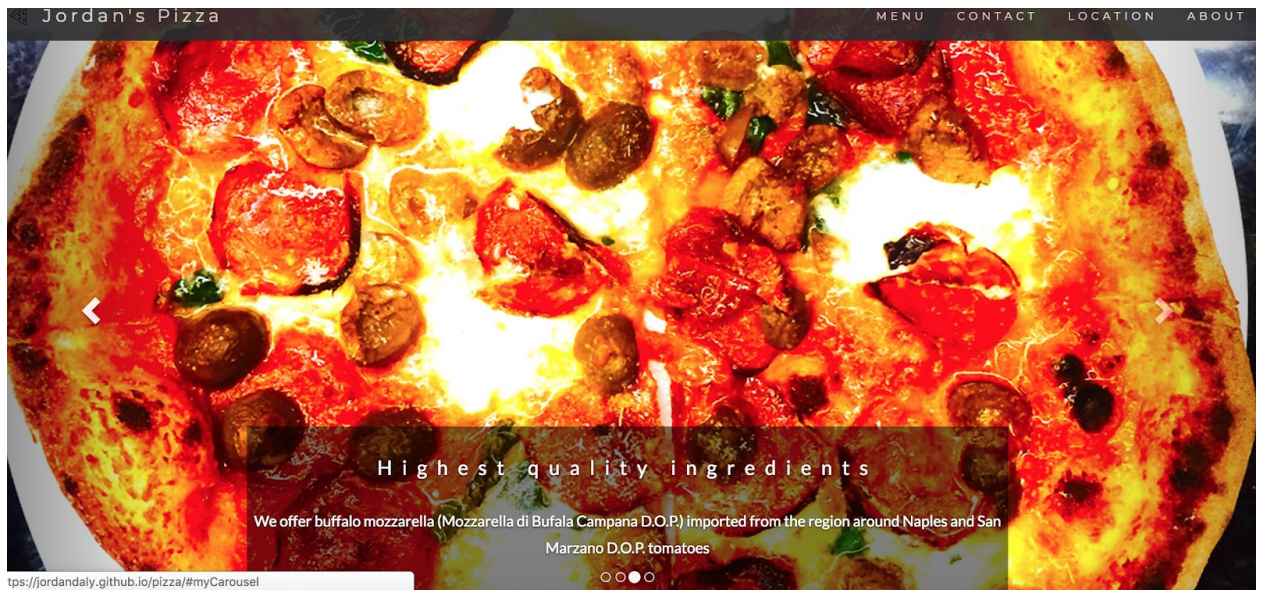 Jordan's Pizza
MENU CONTACT LOCATION ABOUT
Highest quality ingredients
We offer buffalo mozzarella (Mozzarella di Bufala Campana D.O.P.) imported from the region around Naples and San
Marzano D.O.P. tomatoes
tps://jordandaly.github.io/pizza/#myCarousel